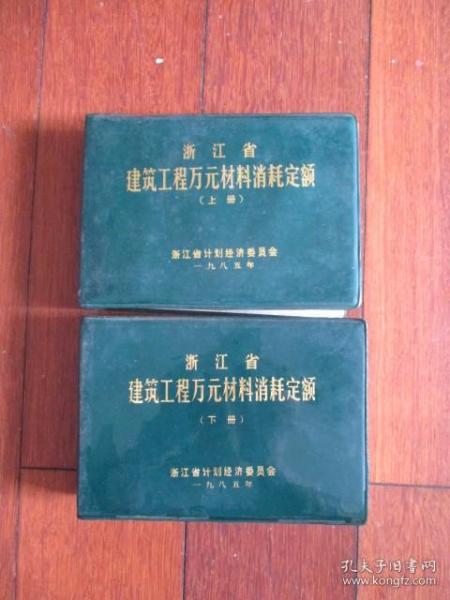 浙江省
建筑工程万元材料消耗定额
（上册）
浙江省计划经济委员会
一九八五年
浙江省
建筑工程万元材料消耗定额
（下册）
浙江省计划经济委员会
一九八五年
孔夫子旧书网
www.kongfz.com